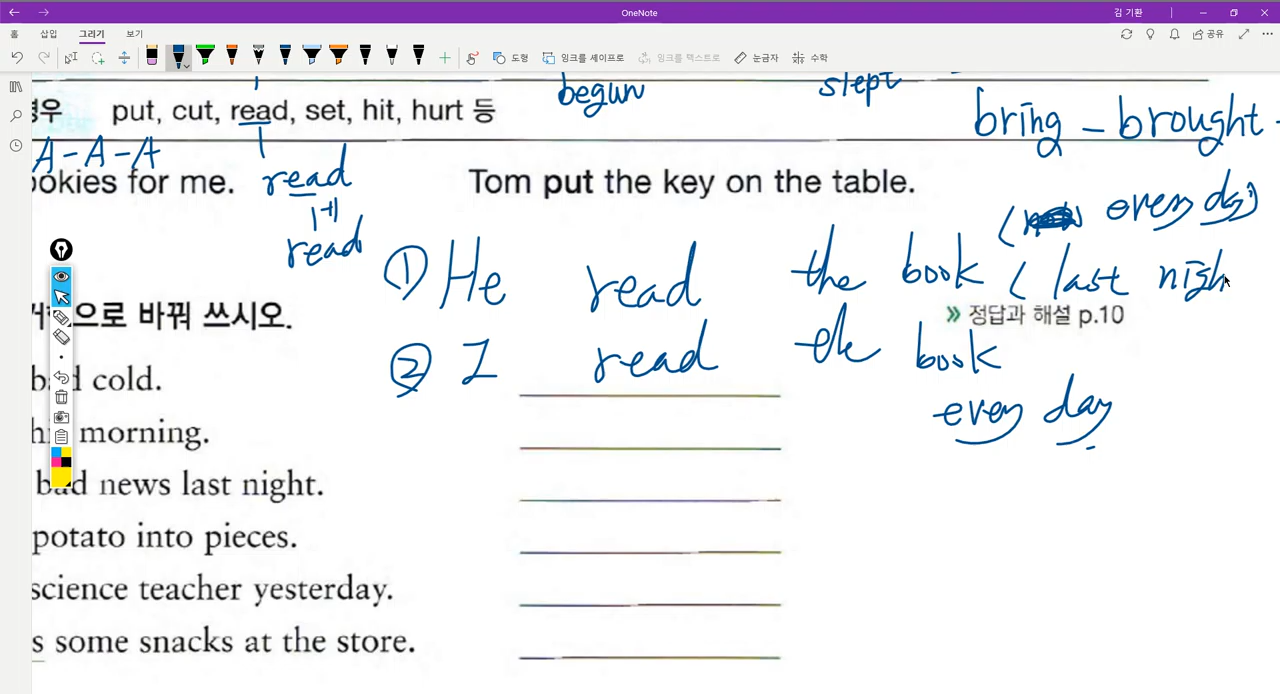 OneNote
김 기환
홈 삽입 그리기 보기
공유
도형 잉크를 셰이프로 잉크를 텍스트로 눈금자 수학
begun
slept
경우 put, cut, read, set, hit, hurt 등
bring - brought -
A-A-A
ookies for me. read
Tom put the key on the table.
read
every day
① He read the book ( last nigh
정답과 해설 p.10
으로 바꿔 쓰시오.
② I read the book
every day
bad cold.
morning.
bad news last night.
potato into pieces.
science teacher yesterday.
s some snacks at the store.